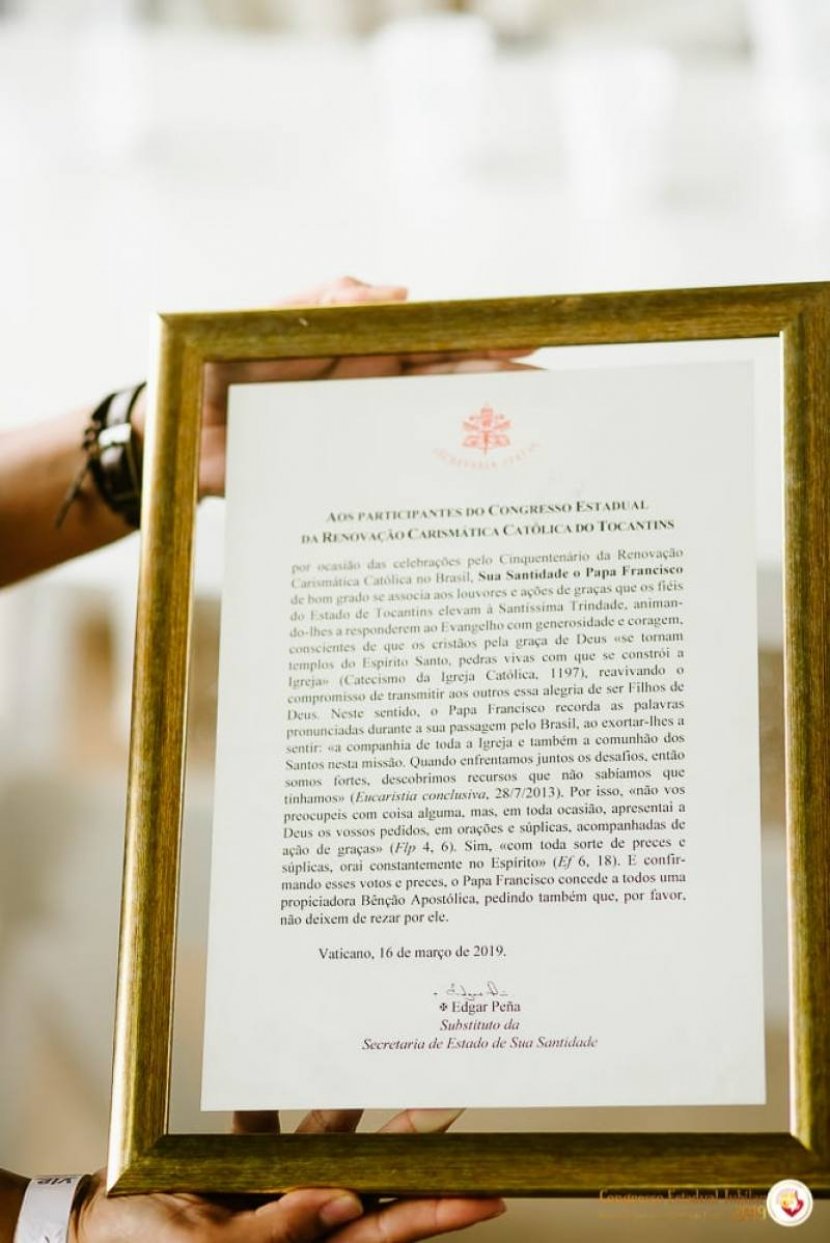 SECRETARIA STATUS
AOS PARTICIPANTES DO CONGRESSO ESTADUAL
DA RENOVAÇÃO CARISMÁTICA CATÓLICA DO TOCANTINS
por ocasião das celebrações pelo Cinquentenário da Renovação
Carismática Católica no Brasil, Sua Santidade o Papa Francisco
de bom grado se associa aos louvores e ações de graças que os fiéis
do Estado de Tocantins elevam à Santíssima Trindade, animan-
do-lhes a responderem ao Evangelho com generosidade e coragem,
conscientes de que os cristãos pela graça de Deus «se tornam
templos do Espírito Santo, pedras vivas com que se constrói a
Igreja» (Catecismo da Igreja Católica, 1197), reavivando o
compromisso de transmitir aos outros essa alegria de ser Filhos de
Deus. Neste sentido, o Papa Francisco recorda as palavras
pronunciadas durante a sua passagem pelo Brasil, ao exortar-lhes a
sentir: «a companhia de toda a Igreja e também a comunhão dos
Santos nesta missão. Quando enfrentamos juntos os desafios, então
somos fortes, descobrimos recursos que não sabíamos que
tínhamos» (Eucaristia conclusiva, 28/7/2013). Por isso, «não vos
preocupeis com coisa alguma, mas, em toda ocasião, apresentai a
Deus os vossos pedidos, em orações e súplicas, acompanhadas de
ação de graças» (Flp 4, 6). Sim, «com toda sorte de preces e
súplicas, orai constantemente no Espírito» (Ef 6, 18). E confir-
mando esses votos e preces, o Papa Francisco concede a todos uma
propiciadora Bênção Apostólica, pedindo também que, por favor,
não deixem de rezar por ele.
Vaticano, 16 de março de 2019.
✠ Edgar Peña
Substituto da
Secretaria de Estado de Sua Santidade
VIP
Congresso Estadual Jubilar
2019